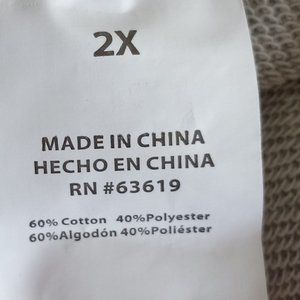 2X
MADE IN CHINA
HECHO EN CHINA
RN #63619
60% Cotton 40%Polyester
60%Algodón 40%Poliéster